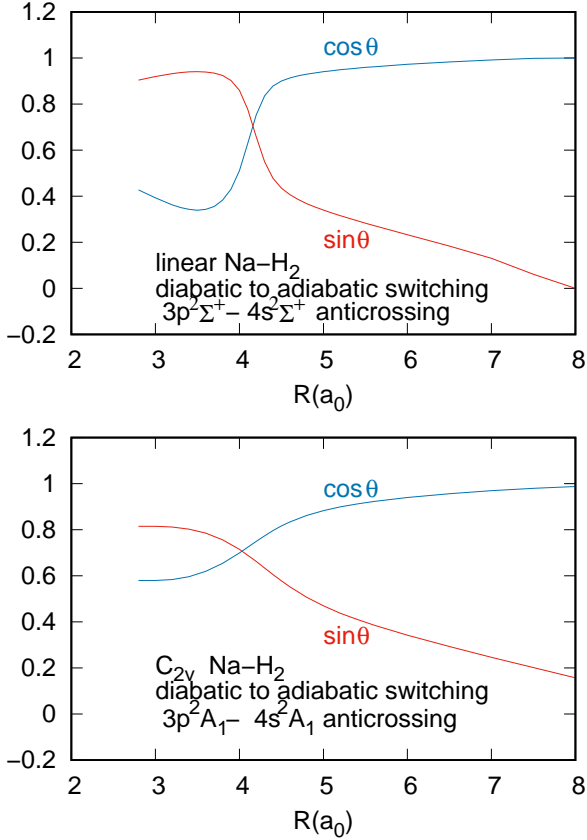 1.2
1
0.8
0.6
0.4
0.2
0
−0.2
cosθ
sinθ
linear Na−H2
diabatic to adiabatic switching
3p²Σ⁺− 4s²Σ⁺ anticrossing
2 3 4 5 6 7 8
R(a0)
1.2
1
0.8
0.6
0.4
0.2
0
−0.2
cosθ
sinθ
C2v Na−H2
diabatic to adiabatic switching
3p²A1− 4s²A1 anticrossing
2 3 4 5 6 7 8
R(a0)